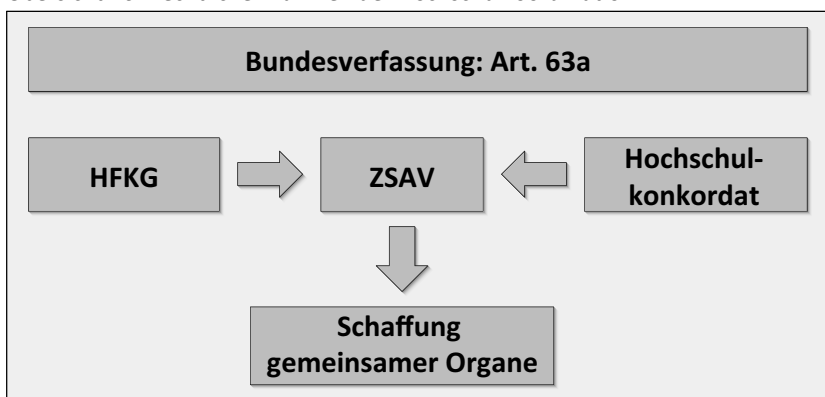 Bundesverfassung: Art. 63a
HFKG
ZSAV
Hochschul-
konkordat
Schaffung
gemeinsamer Organe